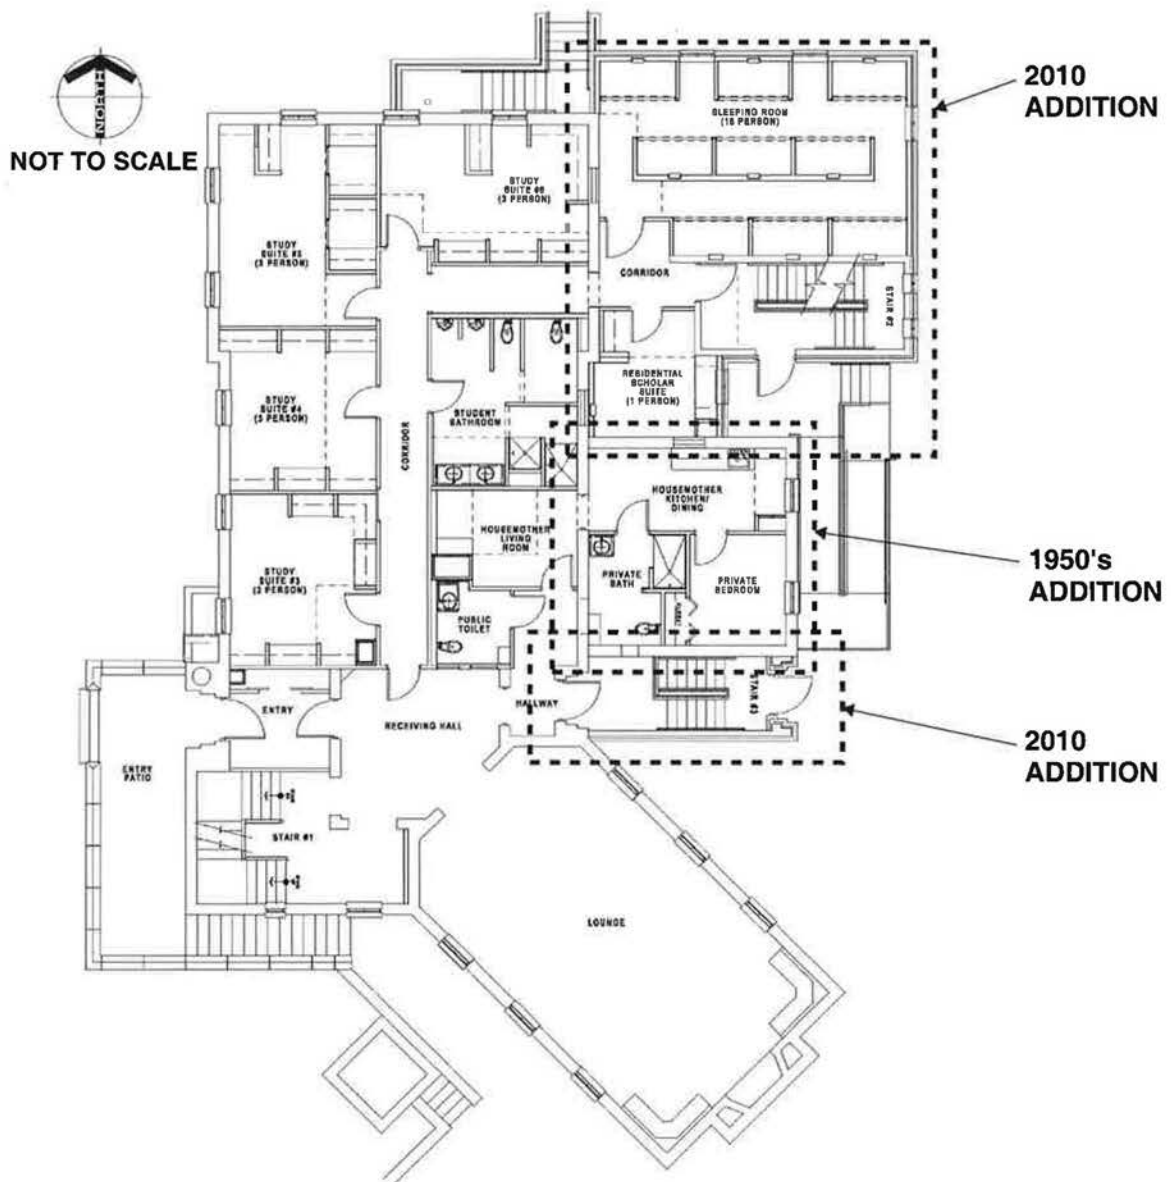 NORTH
NOT TO SCALE
2010
ADDITION
SLEEPING ROOM
(18 PERSON)
STUDY
SUITE #6
(3 PERSON)
STUDY
SUITE #5
(3 PERSON)
CORRIDOR
STAIR #2
RESIDENTIAL
SCHOLAR
SUITE
(1 PERSON)
STUDY
SUITE #4
(3 PERSON)
STUDENT
BATHROOM
CORRIDOR
HOUSEMOTHER
KITCHEN/
DINING
HOUSEMOTHER
LIVING
ROOM
1950's
ADDITION
STUDY
SUITE #3
(3 PERSON)
PRIVATE
BATH
PRIVATE
BEDROOM
PUBLIC
TOILET
STAIR #3
HALLWAY
ENTRY
RECEIVING HALL
2010
ADDITION
ENTRY
PATIO
STAIR #1
LOUNGE